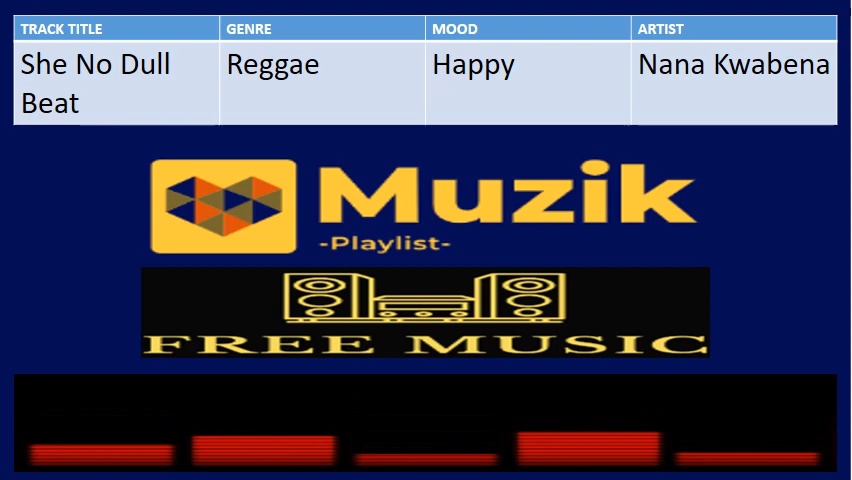 TRACK TITLE GENRE MOOD ARTIST
She No Dull Reggae Happy Nana Kwabena
Beat
Muzik
-Playlist-
FREE MUSIC